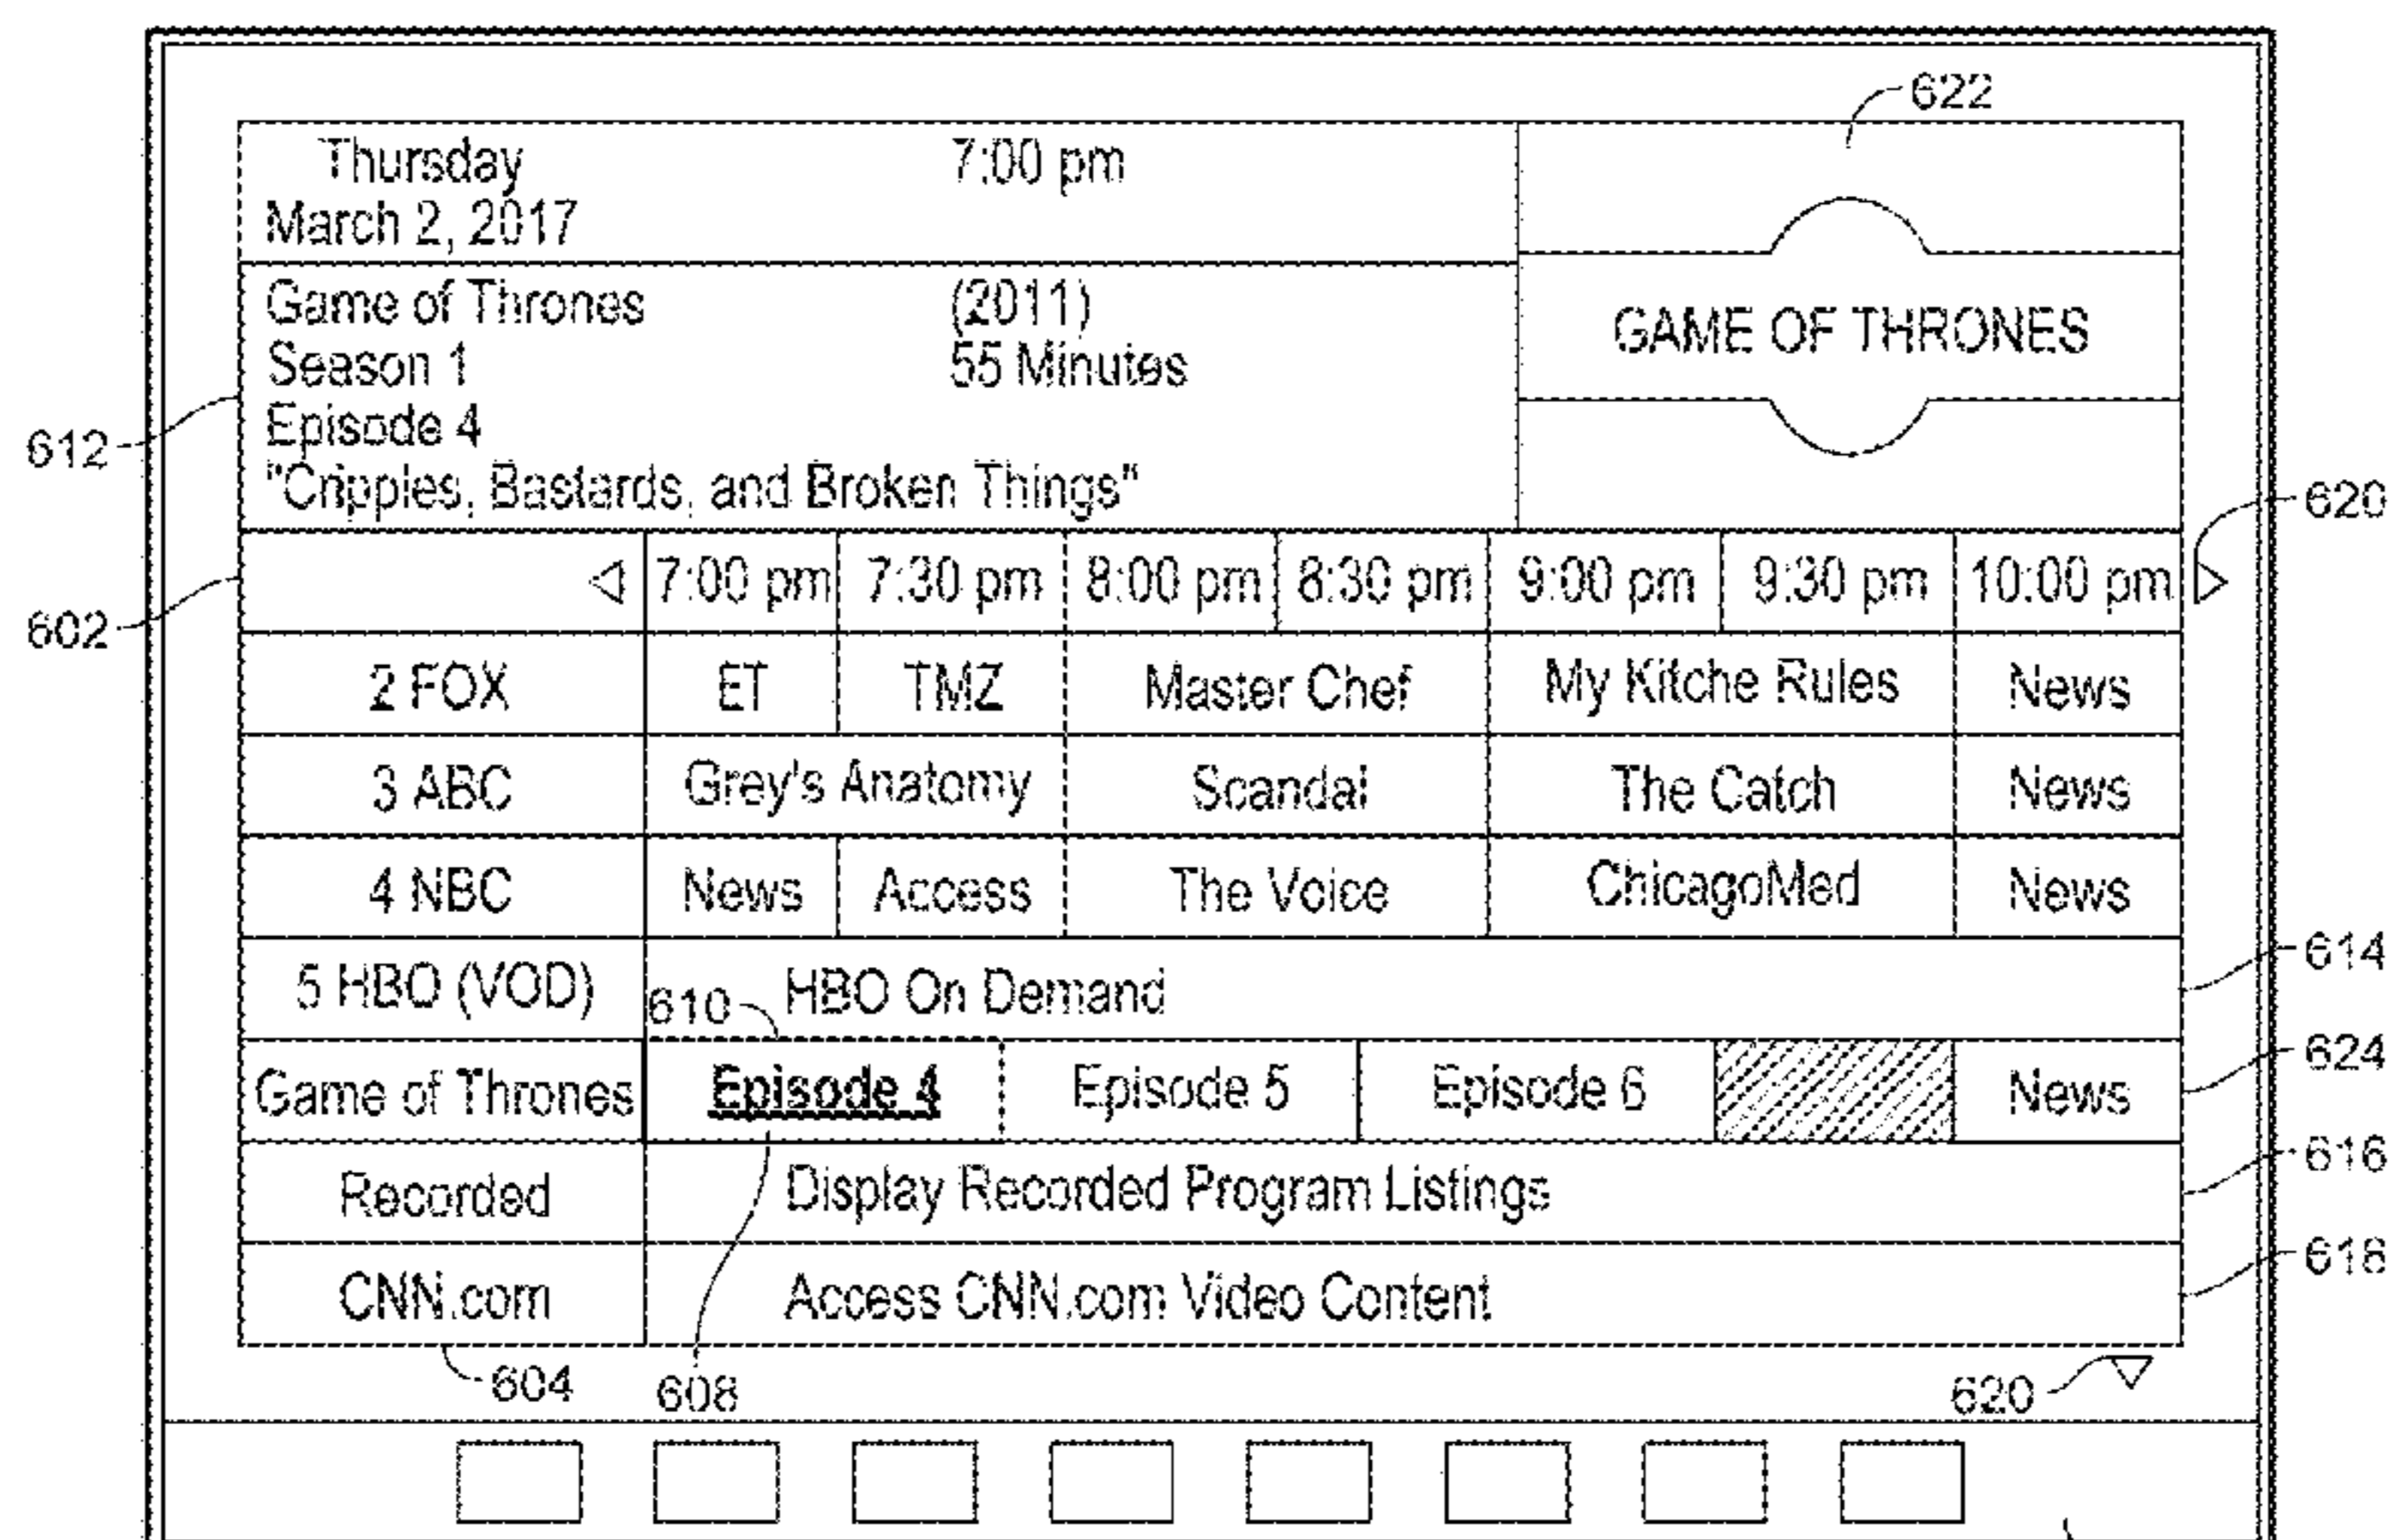 622
Thursday 7:00 pm
March 2, 2017
Game of Thrones (2011)
GAME OF THRONES
Season 1 55 Minutes
Episode 4
612
"Cripples, Bastards, and Broken Things"
620
7:00 pm 7:30 pm 8:00 pm 8:30 pm 9:00 pm 9:30 pm 10:00 pm
602
2 FOX ET TMZ Master Chef My Kitche Rules News
3 ABC Grey's Anatomy Scandal The Catch News
4 NBC News Access The Voice ChicagoMed News
614
5 HBO (VOD) HBO On Demand
610
624
Game of Thrones Episode 4 Episode 5 Episode 6 News
616
Recorded Display Recorded Program Listings
618
CNN.com Access CNN.com Video Content
604 608 620